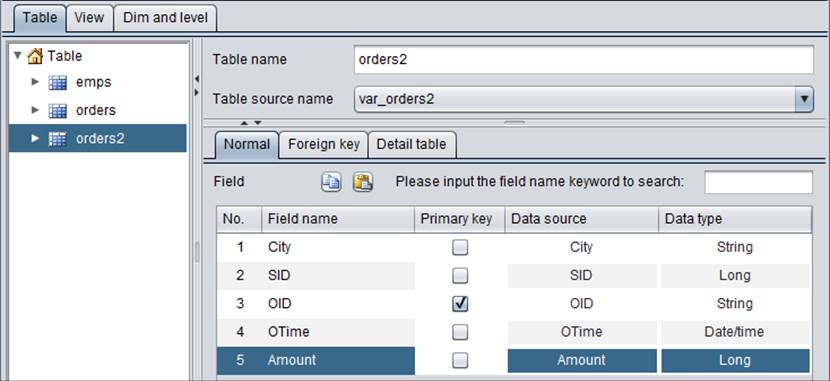 Table View Dim and level
Table
emps
orders
orders2
Table name orders2
Table source name var_orders2
Normal Foreign key Detail table
Field Please input the field name keyword to search:
No. Field name Primary key Data source Data type
1 City City String
2 SID SID Long
3 OID OID String
4 OTime OTime Date/time
5 Amount Amount Long